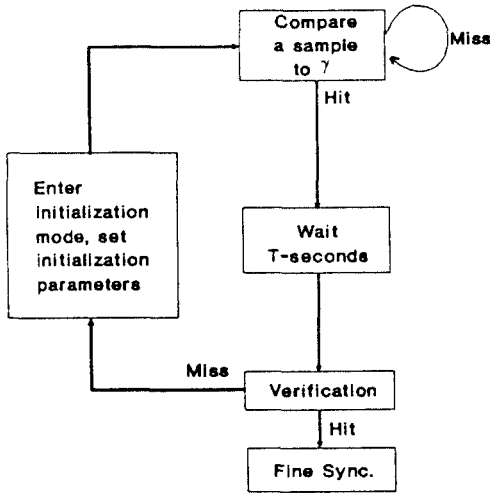 Compare
a sample
to γ
Miss
Hit
Enter
initialization
mode, set
initialization
parameters
Wait
T-seconds
Miss
Verification
Hit
Fine Sync.